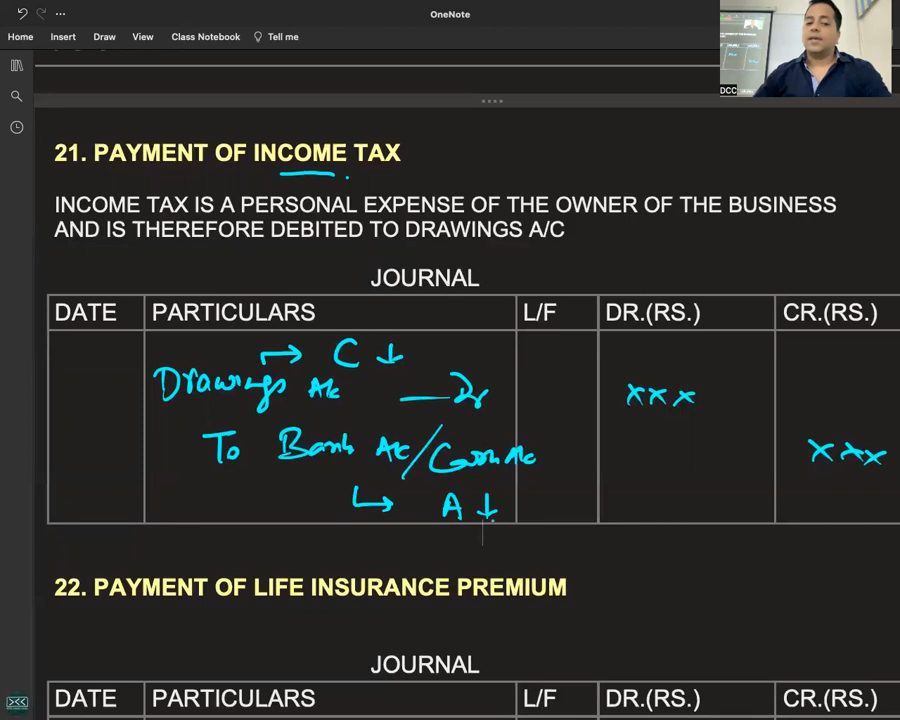 OneNote
Home Insert Draw View Class Notebook Tell me
DCC
21. PAYMENT OF INCOME TAX
INCOME TAX IS A PERSONAL EXPENSE OF THE OWNER OF THE BUSINESS
AND IS THEREFORE DEBITED TO DRAWINGS A/C
JOURNAL
DATE PARTICULARS L/F DR.(RS.) CR.(RS.)
→ C ↓
Drawings A/c — Dr xxx
To Bank A/c/Cash A/c xxx
↳ A ↓
22. PAYMENT OF LIFE INSURANCE PREMIUM
JOURNAL
DATE PARTICULARS L/F DR.(RS.) CR.(RS.)